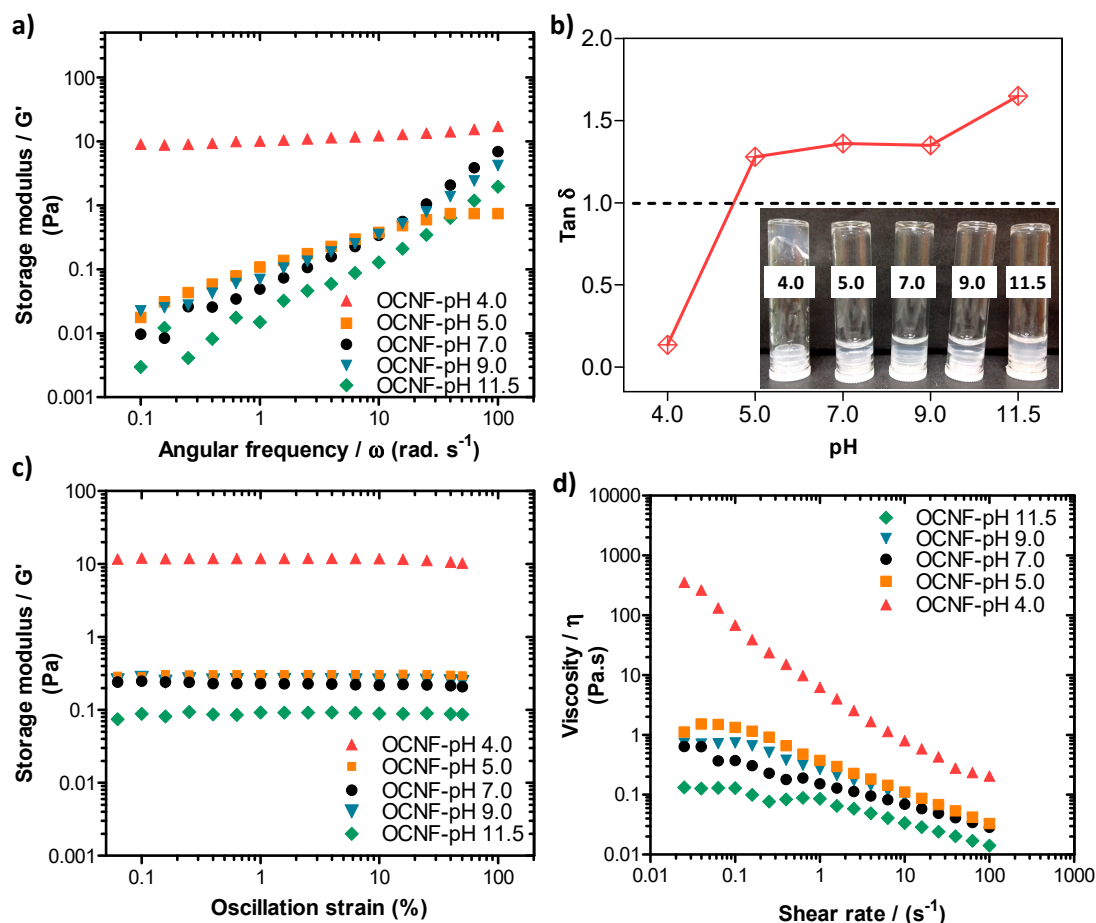 a)
Storage modulus / G'
(Pa)
100
10
1
0.1
0.01
0.001
OCNF-pH 4.0
OCNF-pH 5.0
OCNF-pH 7.0
OCNF-pH 9.0
OCNF-pH 11.5
0.1 1 10 100
Angular frequency / ω (rad. s⁻¹)
b)
Tan δ
2.0
1.5
1.0
0.5
0.0
4.0 5.0 7.0 9.0 11.5
4.0 5.0 7.0 9.0 11.5
pH
c)
Storage modulus / G'
(Pa)
100
10
1
0.1
0.01
0.001
OCNF-pH 4.0
OCNF-pH 5.0
OCNF-pH 7.0
OCNF-pH 9.0
OCNF-pH 11.5
0.1 1 10 100
Oscillation strain (%)
d)
Viscosity / η
(Pa.s)
10000
1000
100
10
1
0.1
0.01
OCNF-pH 11.5
OCNF-pH 9.0
OCNF-pH 7.0
OCNF-pH 5.0
OCNF-pH 4.0
0.01 0.1 1 10 100 1000
Shear rate / (s⁻¹)